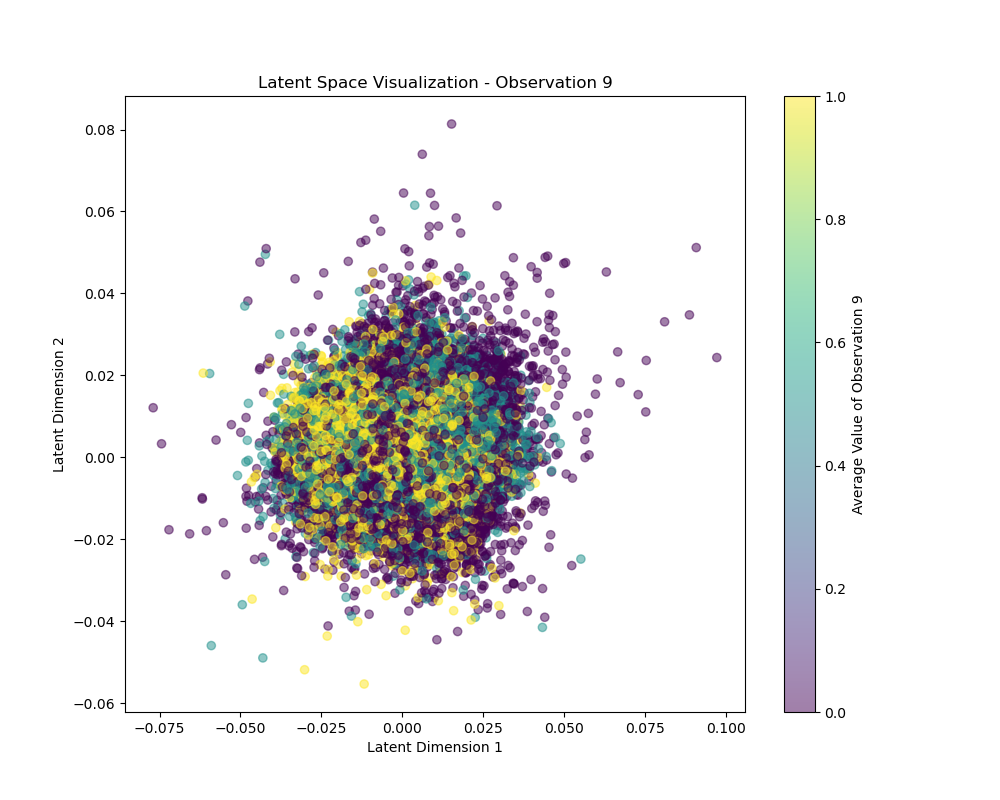 Latent Space Visualization - Observation 9
0.08
0.06
0.04
0.02
0.00
−0.02
−0.04
−0.06
Latent Dimension 2
−0.075 −0.050 −0.025 0.000 0.025 0.050 0.075 0.100
Latent Dimension 1
1.0
0.8
0.6
0.4
0.2
0.0
Average Value of Observation 9